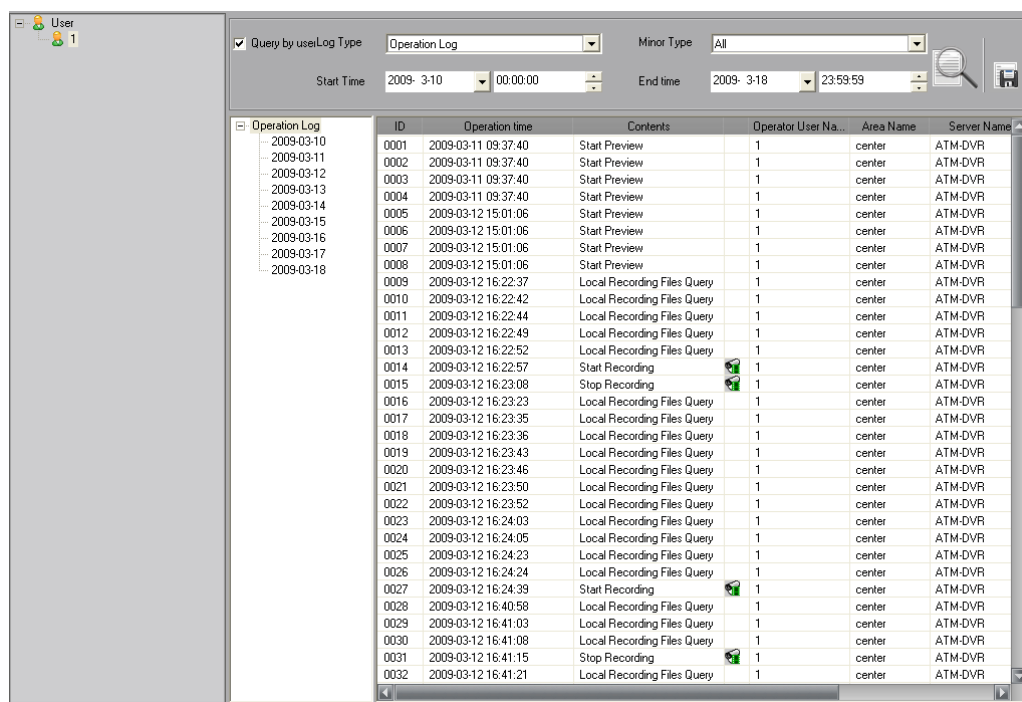 User
1
Query by user Log Type Operation Log Minor Type All
Start Time 2009- 3-10 00:00:00 End time 2009- 3-18 23:59:59
Operation Log
2009-03-10
2009-03-11
2009-03-12
2009-03-13
2009-03-14
2009-03-15
2009-03-16
2009-03-17
2009-03-18
ID Operation time Contents Operator User Na... Area Name Server Name
0001 2009-03-11 09:37:40 Start Preview 1 center ATM-DVR
0002 2009-03-11 09:37:40 Start Preview 1 center ATM-DVR
0003 2009-03-11 09:37:40 Start Preview 1 center ATM-DVR
0004 2009-03-11 09:37:40 Start Preview 1 center ATM-DVR
0005 2009-03-12 15:01:06 Start Preview 1 center ATM-DVR
0006 2009-03-12 15:01:06 Start Preview 1 center ATM-DVR
0007 2009-03-12 15:01:06 Start Preview 1 center ATM-DVR
0008 2009-03-12 15:01:06 Start Preview 1 center ATM-DVR
0009 2009-03-12 16:22:37 Local Recording Files Query 1 center ATM-DVR
0010 2009-03-12 16:22:42 Local Recording Files Query 1 center ATM-DVR
0011 2009-03-12 16:22:44 Local Recording Files Query 1 center ATM-DVR
0012 2009-03-12 16:22:49 Local Recording Files Query 1 center ATM-DVR
0013 2009-03-12 16:22:52 Local Recording Files Query 1 center ATM-DVR
0014 2009-03-12 16:22:57 Start Recording 1 center ATM-DVR
0015 2009-03-12 16:23:08 Stop Recording 1 center ATM-DVR
0016 2009-03-12 16:23:23 Local Recording Files Query 1 center ATM-DVR
0017 2009-03-12 16:23:35 Local Recording Files Query 1 center ATM-DVR
0018 2009-03-12 16:23:36 Local Recording Files Query 1 center ATM-DVR
0019 2009-03-12 16:23:43 Local Recording Files Query 1 center ATM-DVR
0020 2009-03-12 16:23:46 Local Recording Files Query 1 center ATM-DVR
0021 2009-03-12 16:23:50 Local Recording Files Query 1 center ATM-DVR
0022 2009-03-12 16:23:52 Local Recording Files Query 1 center ATM-DVR
0023 2009-03-12 16:24:03 Local Recording Files Query 1 center ATM-DVR
0024 2009-03-12 16:24:05 Local Recording Files Query 1 center ATM-DVR
0025 2009-03-12 16:24:23 Local Recording Files Query 1 center ATM-DVR
0026 2009-03-12 16:24:24 Local Recording Files Query 1 center ATM-DVR
0027 2009-03-12 16:24:39 Start Recording 1 center ATM-DVR
0028 2009-03-12 16:40:58 Local Recording Files Query 1 center ATM-DVR
0029 2009-03-12 16:41:03 Local Recording Files Query 1 center ATM-DVR
0030 2009-03-12 16:41:08 Local Recording Files Query 1 center ATM-DVR
0031 2009-03-12 16:41:15 Stop Recording 1 center ATM-DVR
0032 2009-03-12 16:41:21 Local Recording Files Query 1 center ATM-DVR